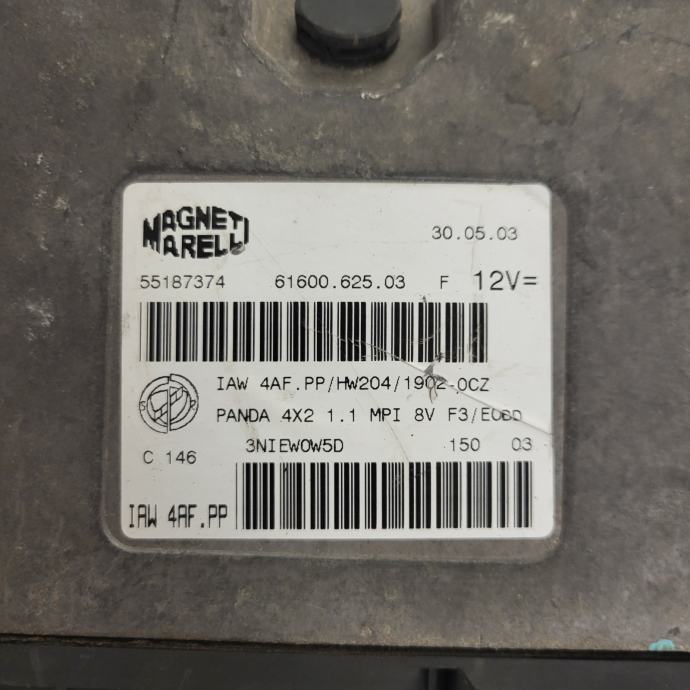 MAGNETI
MARELLI
30.05.03
55187374 61600.625.03 F 12V=
IAW 4AF.PP/HW204/1902-0CZ
PANDA 4X2 1.1 MPI 8V F3/EOBD
3NIEW0W5D 150 03
C 146
IAW 4AF.PP